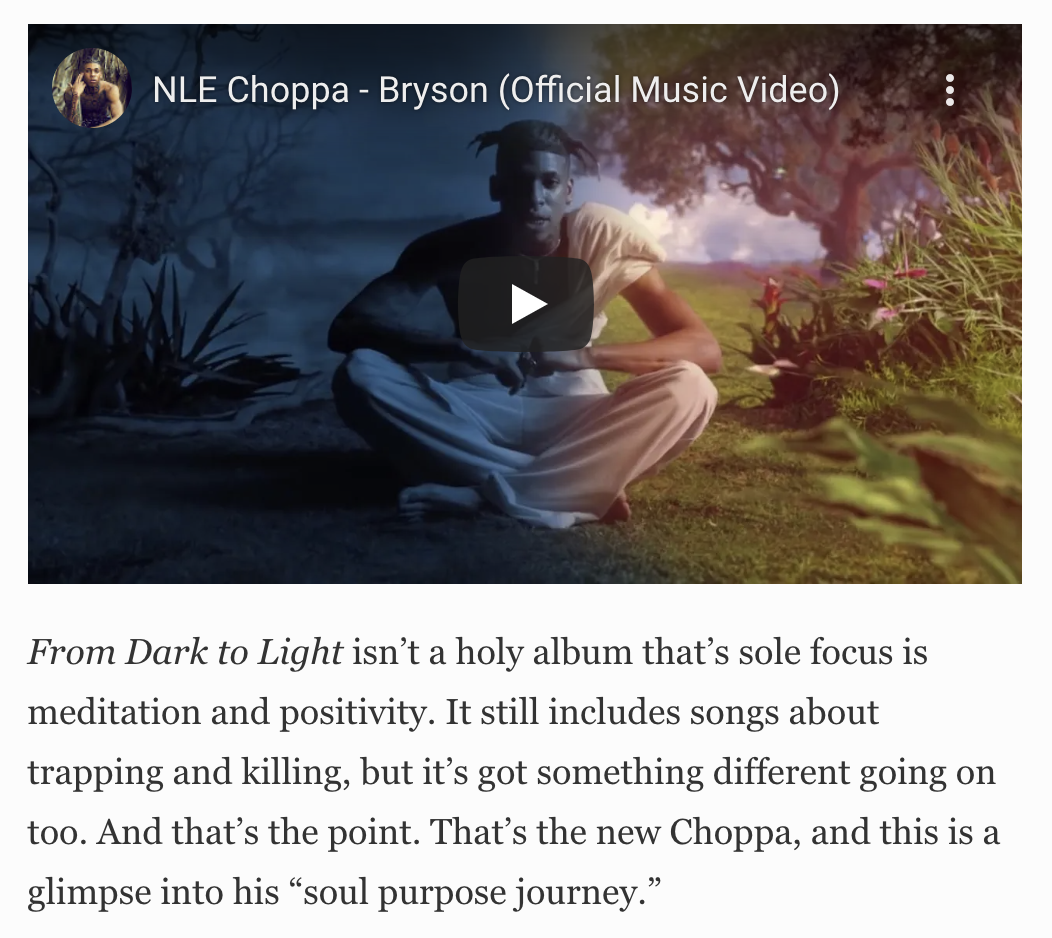 NLE Choppa - Bryson (Official Music Video)
From Dark to Light isn’t a holy album that’s sole focus is
meditation and positivity. It still includes songs about
trapping and killing, but it’s got something different going on
too. And that’s the point. That’s the new Choppa, and this is a
glimpse into his “soul purpose journey.”